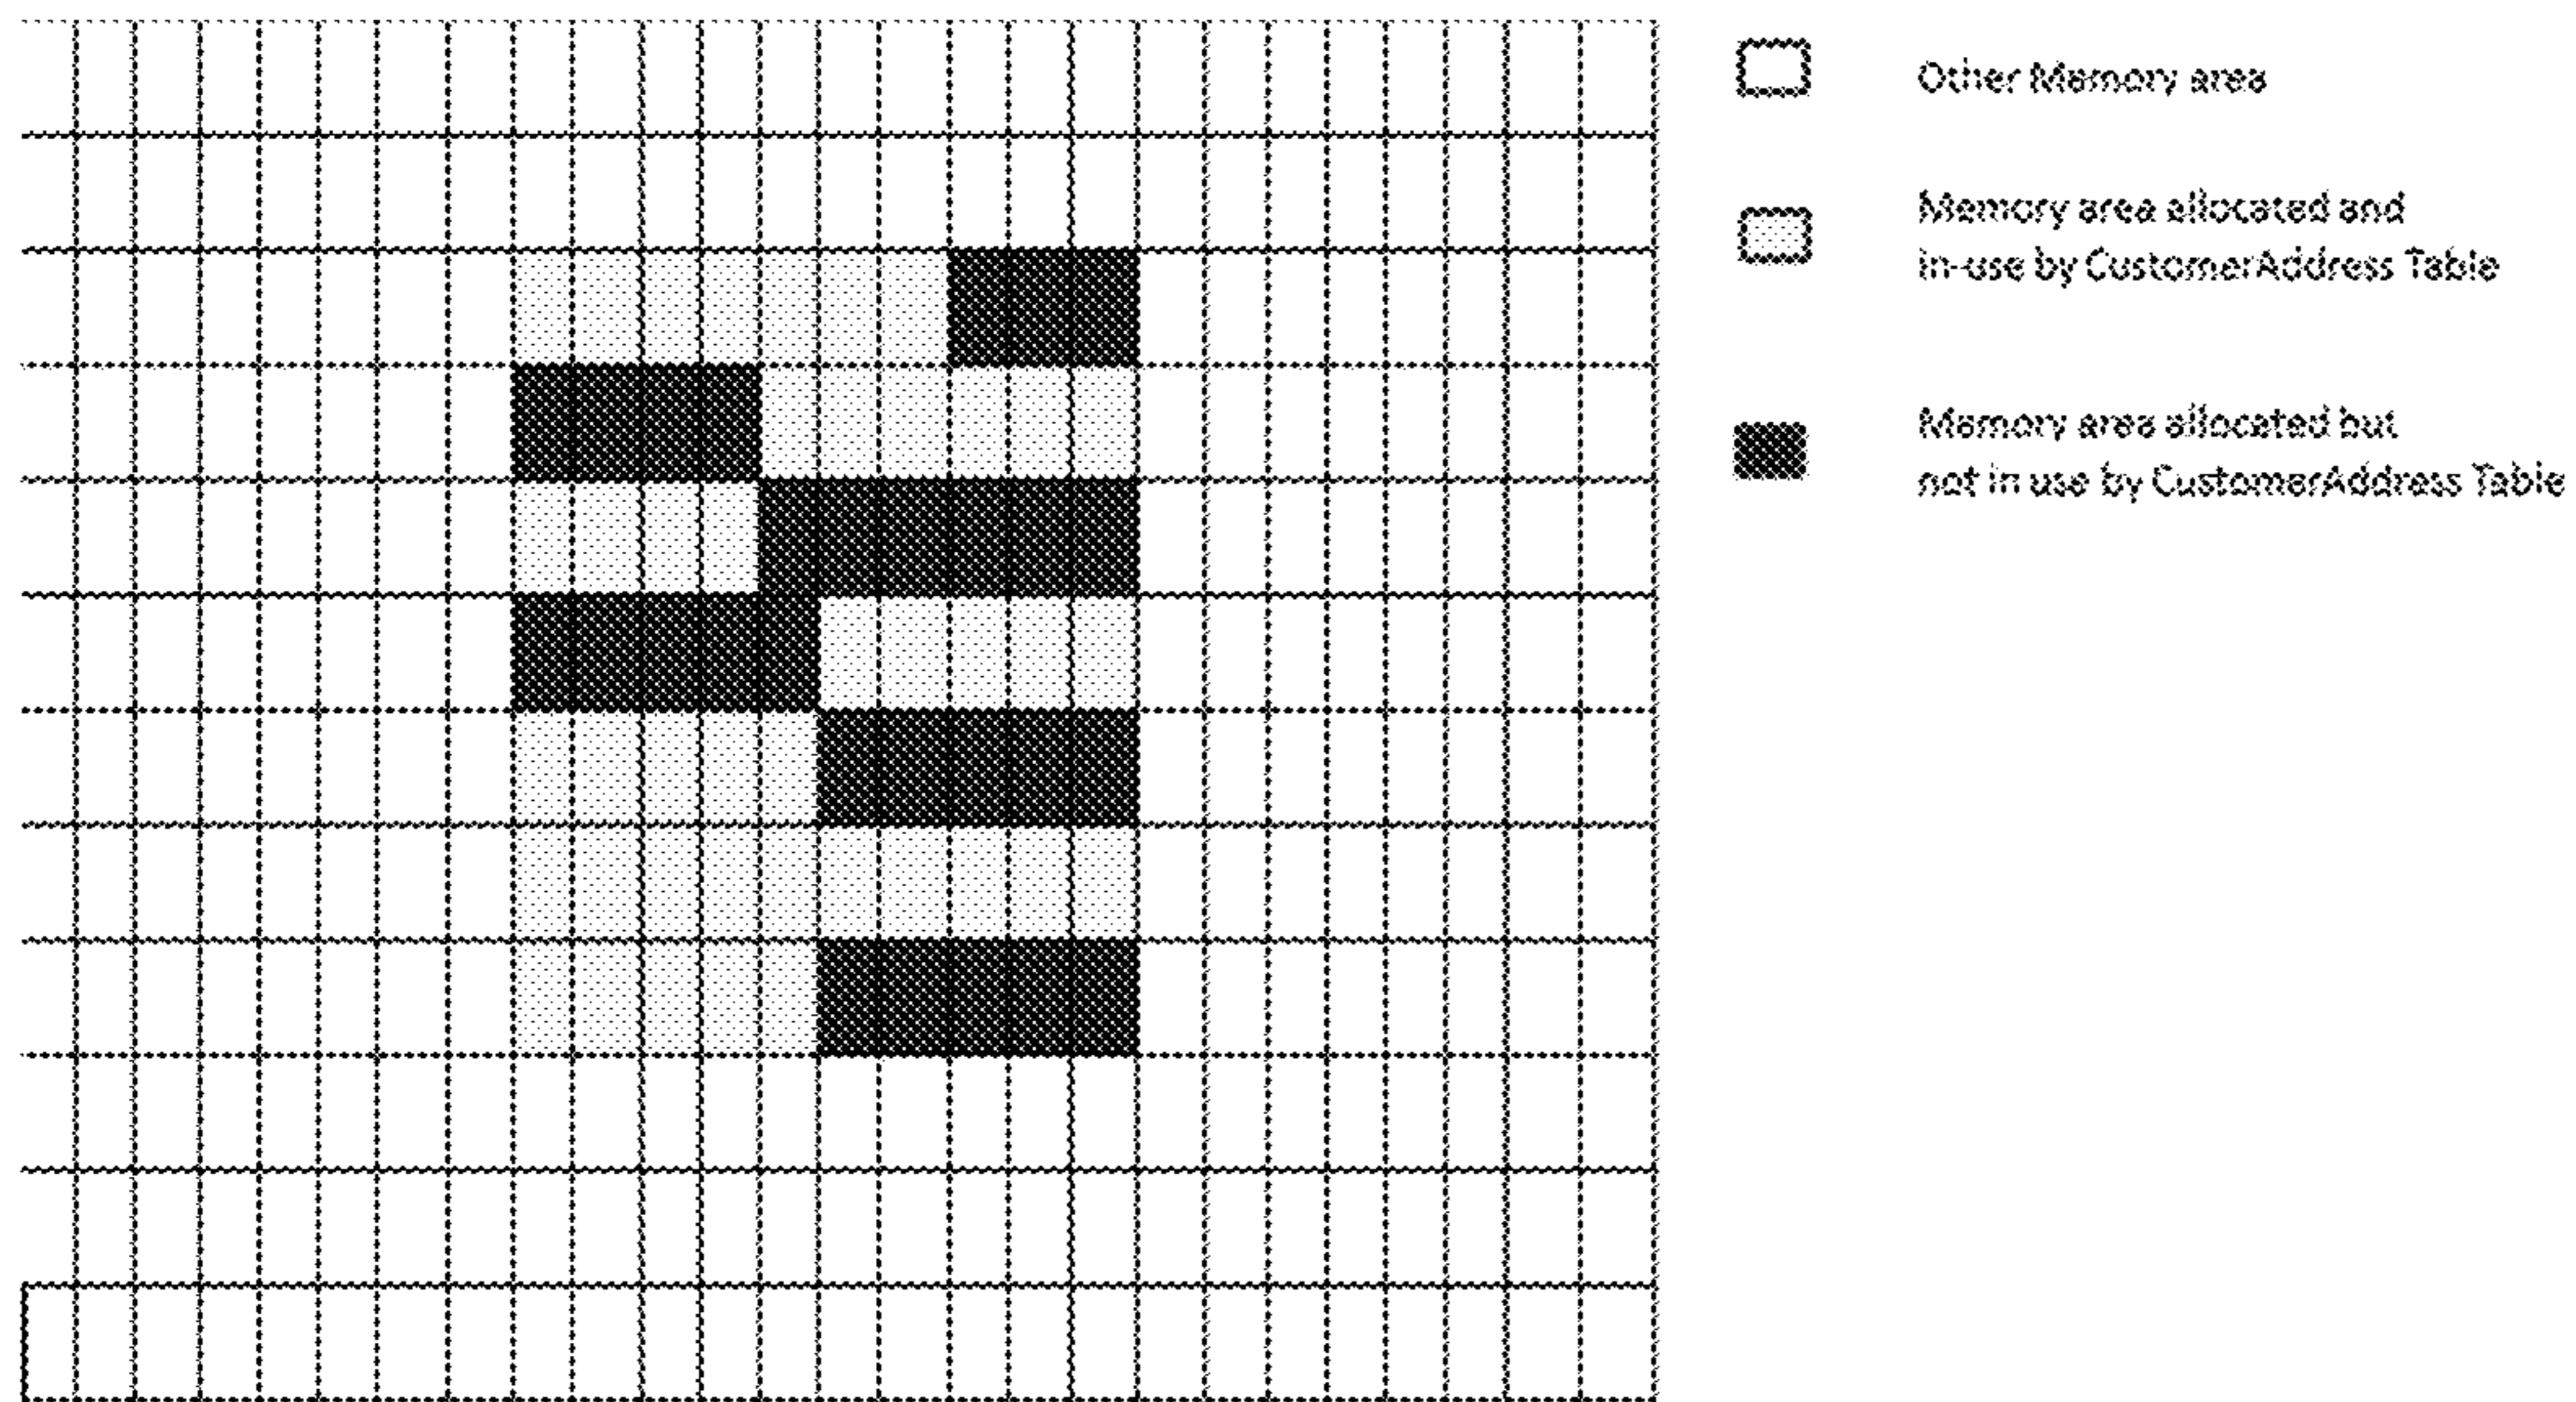 Other Memory area
Memory area allocated and
in-use by CustomerAddress Table
Memory area allocated but
not in use by CustomerAddress Table